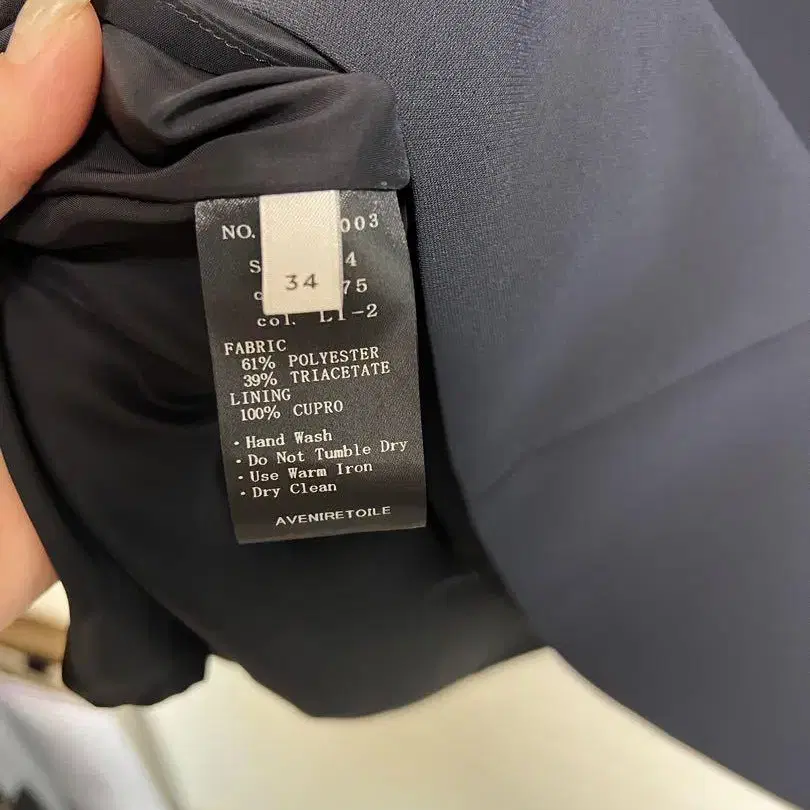 NO. 003
34
4
75
col. L1-2
FABRIC
61% POLYESTER
39% TRIACETATE
LINING
100% CUPRO
・Hand Wash
・Do Not Tumble Dry
・Use Warm Iron
・Dry Clean
AVENIRETOILE